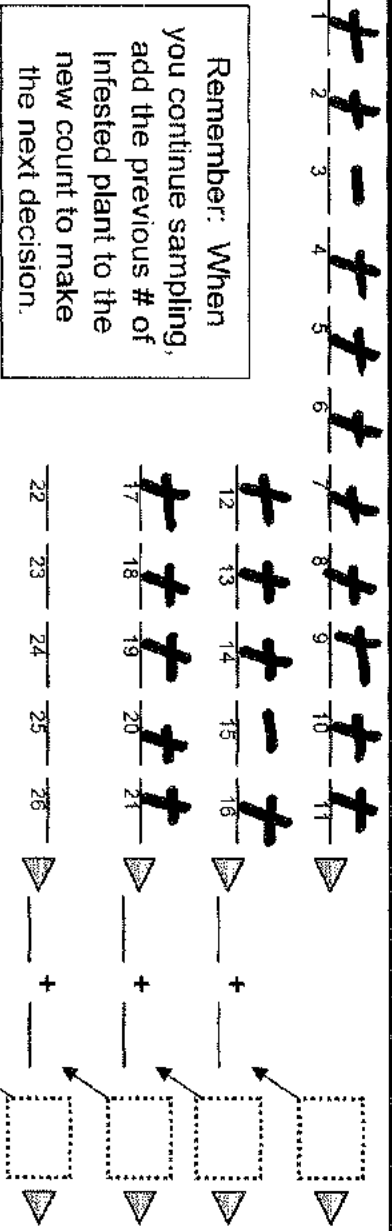 + + - + + + + + + + +
1 2 3 4 5 6 7 8 9 10 11
+ + + - +
12 13 14 15 16 +
+ + + + +
17 18 19 20 21 +
22 23 24 25 26 +
Remember: When
you continue sampling,
add the previous # of
Infested plant to the
new count to make
the next decision.